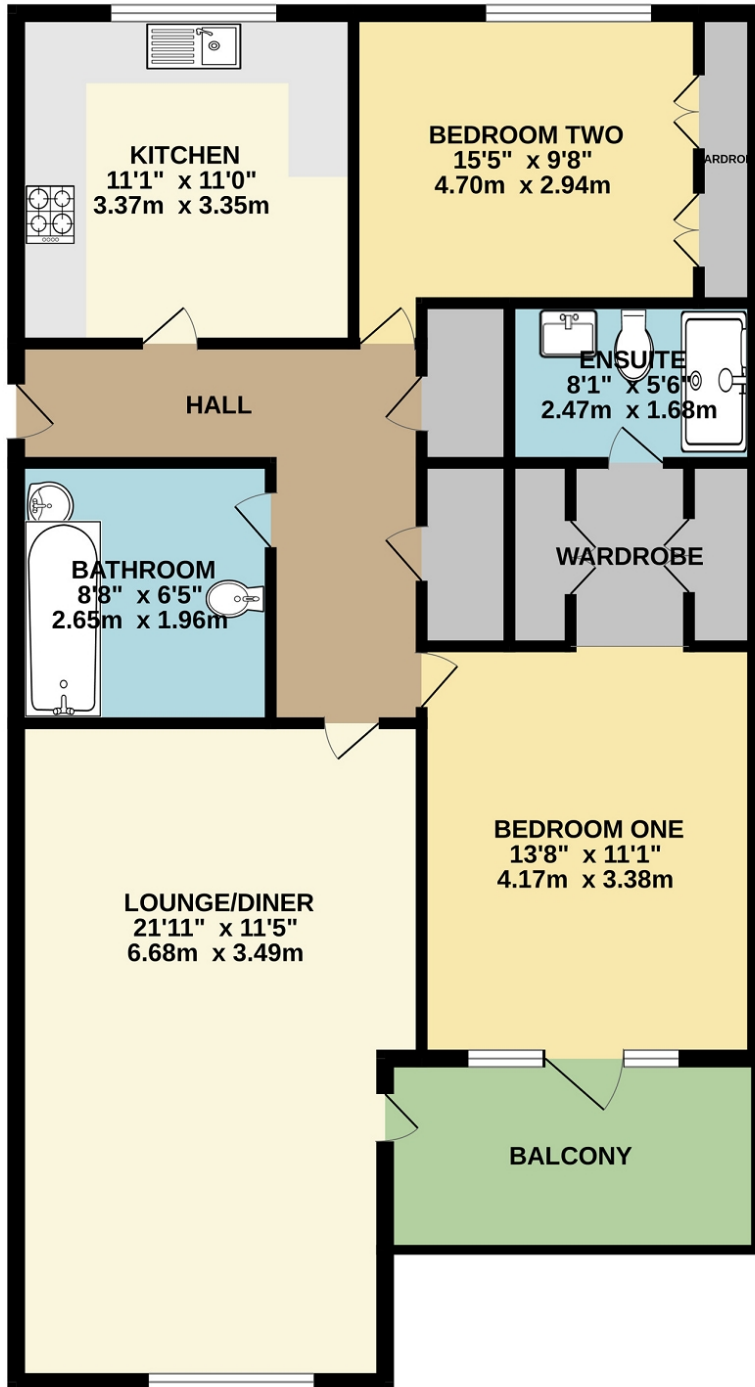 KITCHEN
11'1" x 11'0"
3.37m x 3.35m
BEDROOM TWO
15'5" x 9'8"
4.70m x 2.94m
ENSUITE
8'1" x 5'6"
2.47m x 1.68m
HALL
WARDROBE
BATHROOM
8'8" x 6'5"
2.65m x 1.96m
BEDROOM ONE
13'8" x 11'1"
4.17m x 3.38m
LOUNGE/DINER
21'11" x 11'5"
6.68m x 3.49m
BALCONY